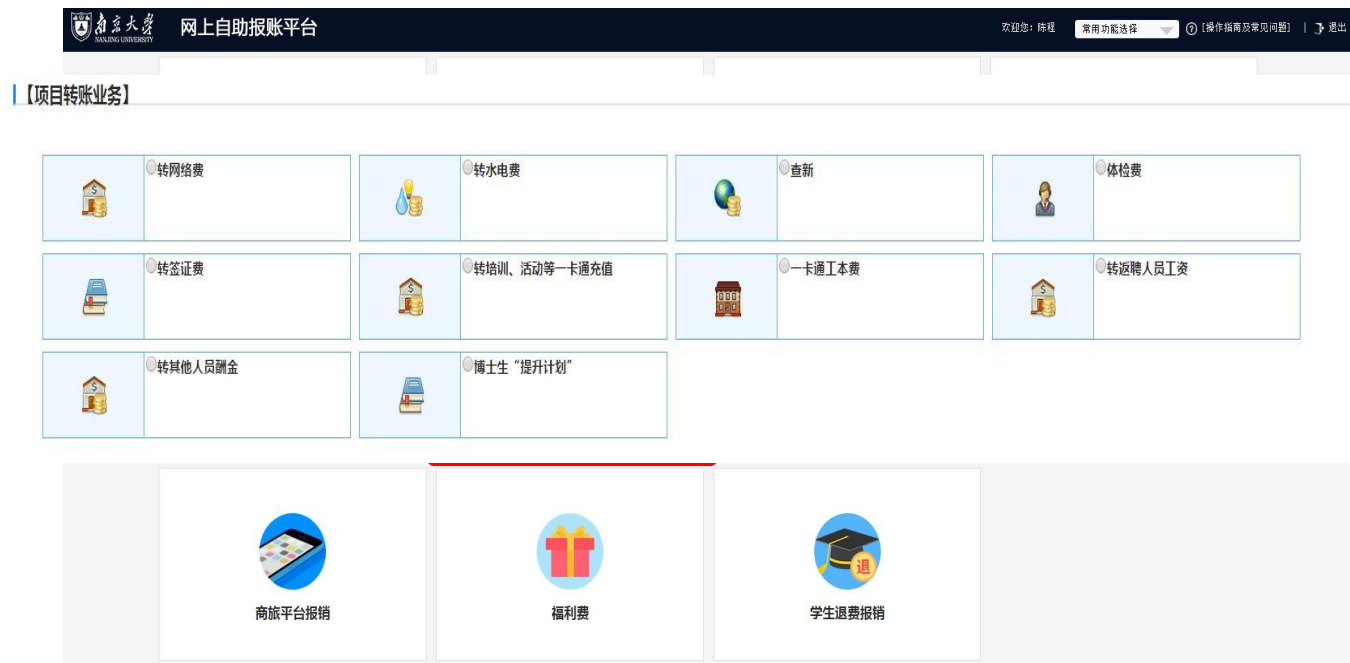 南京大学 NANJING UNIVERSITY 网上自助报账平台 欢迎您：陈程 常用功能选择 ? [操作指南及常见问题] | 退出
【项目转账业务】
转网络费 转水电费 查新 体检费
转签证费 转培训、活动等一卡通充值 一卡通工本费 转返聘人员工资
转其他人员酬金 博士生“提升计划”
退
商旅平台报销 福利费 学生退费报销